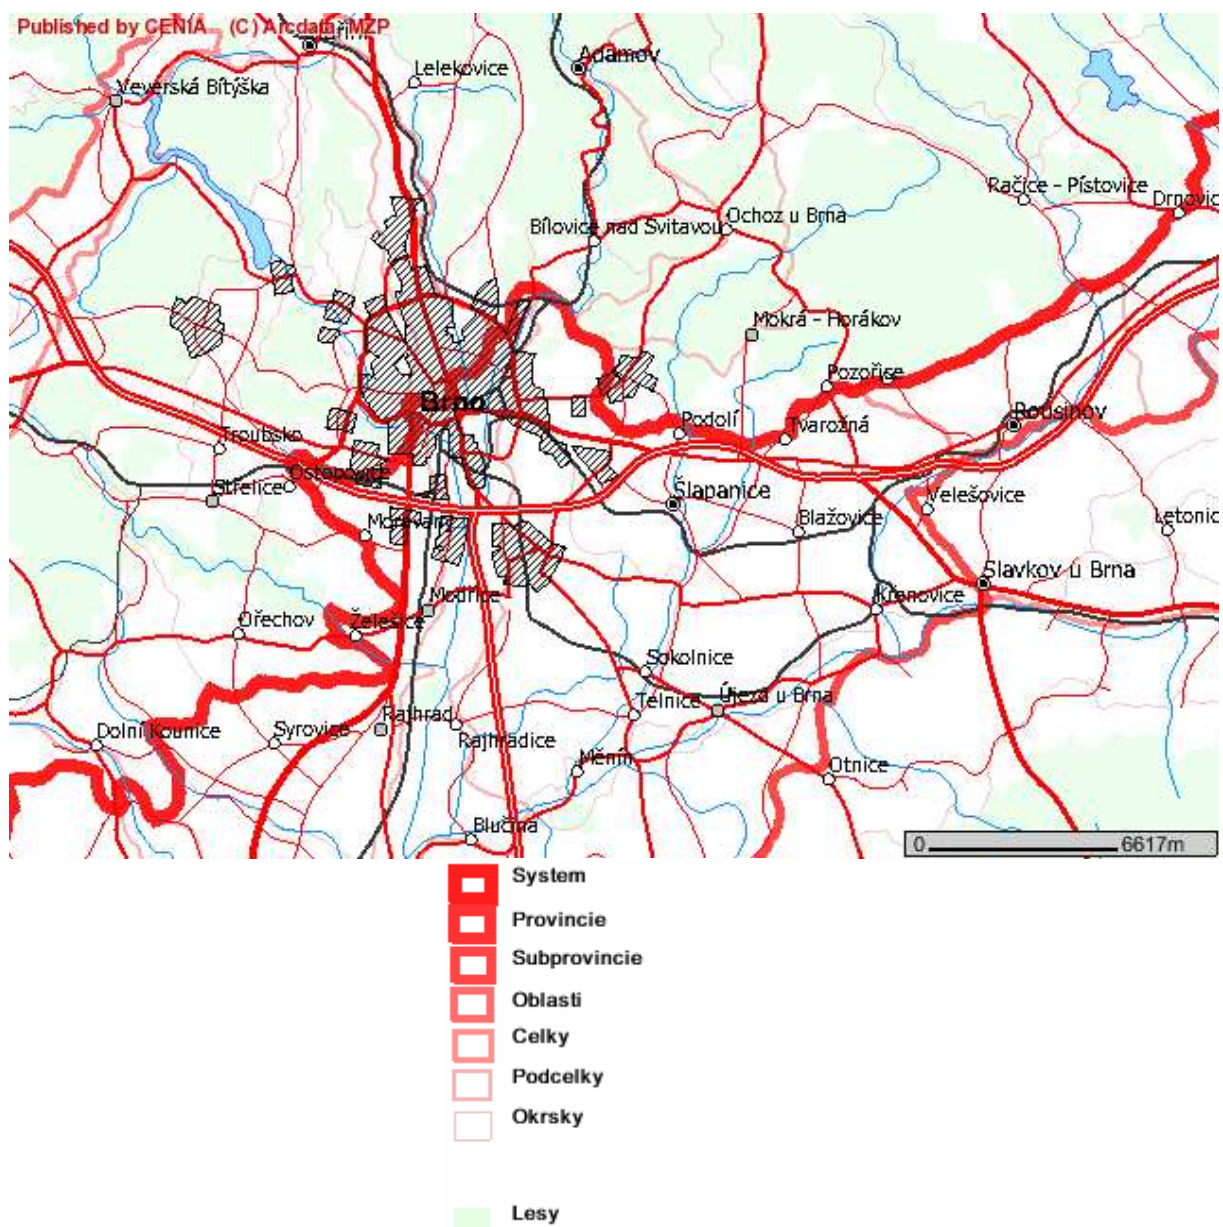 Published by CENIA (C) Arcdata, MZP
Lelekovice
Adamov
Veverská Bítýška
Račice - Pístovice
Drnovic
Ochoz u Brna
Bílovice nad Svitavou
Mokrá - Horákov
Pozořice
Brno
Rousínov
Podolí
Tvarožná
Troubsko
Ostopovice
Střelice
Šlapanice
Velešovice
Blažovice
Letonic
Moravany
Slavkov u Brna
Modřice
Křenovice
Ořechov
Želešice
Sokolnice
Telnice
Újezd u Brna
Rajhrad
Dolní Kounice
Syrovice
Rajhradice
Měnín
Otnice
Blučina
0 6617m
System
Provincie
Subprovincie
Oblasti
Celky
Podcelky
Okrsky
Lesy